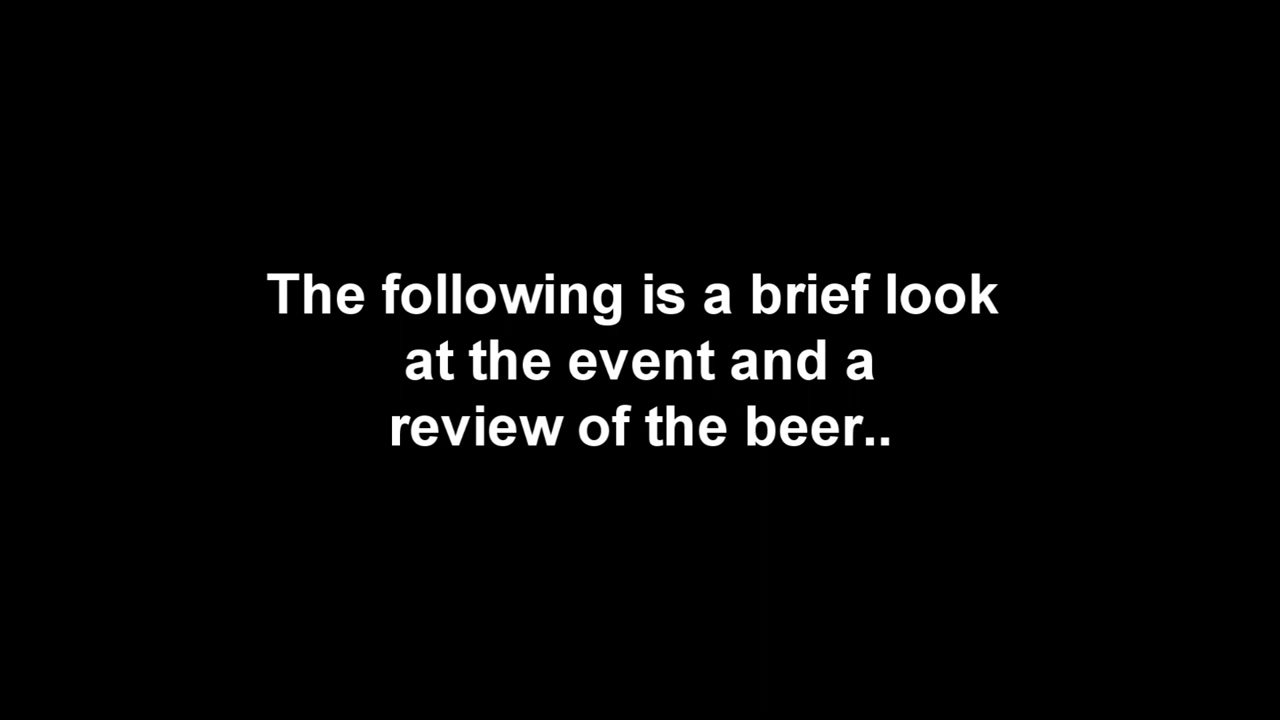 The following is a brief look
at the event and a
review of the beer..